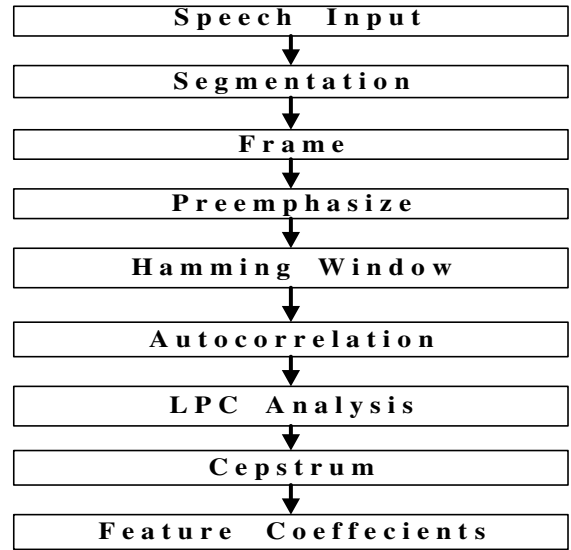 Speech Input
Segmentation
Frame
Preemphasize
Hamming Window
Autocorrelation
LPC Analysis
Cepstrum
Feature Coeffecients